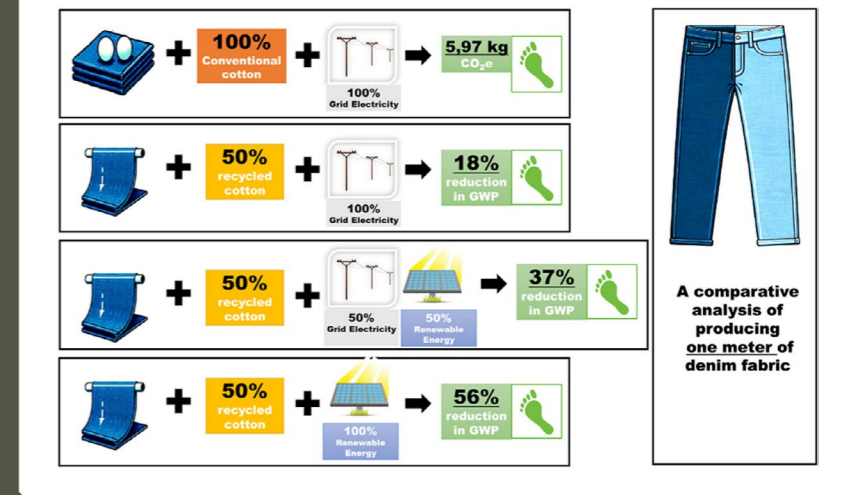 100%
Conventional
cotton
100%
Grid Electricity
5,97 kg
CO₂e
50%
recycled
cotton
100%
Grid Electricity
18%
reduction
in GWP
50%
recycled
cotton
50%
Grid Electricity
50%
Renewable
Energy
37%
reduction
in GWP
50%
recycled
cotton
100%
Renewable
Energy
56%
reduction
in GWP
A comparative
analysis of
producing
one meter of
denim fabric